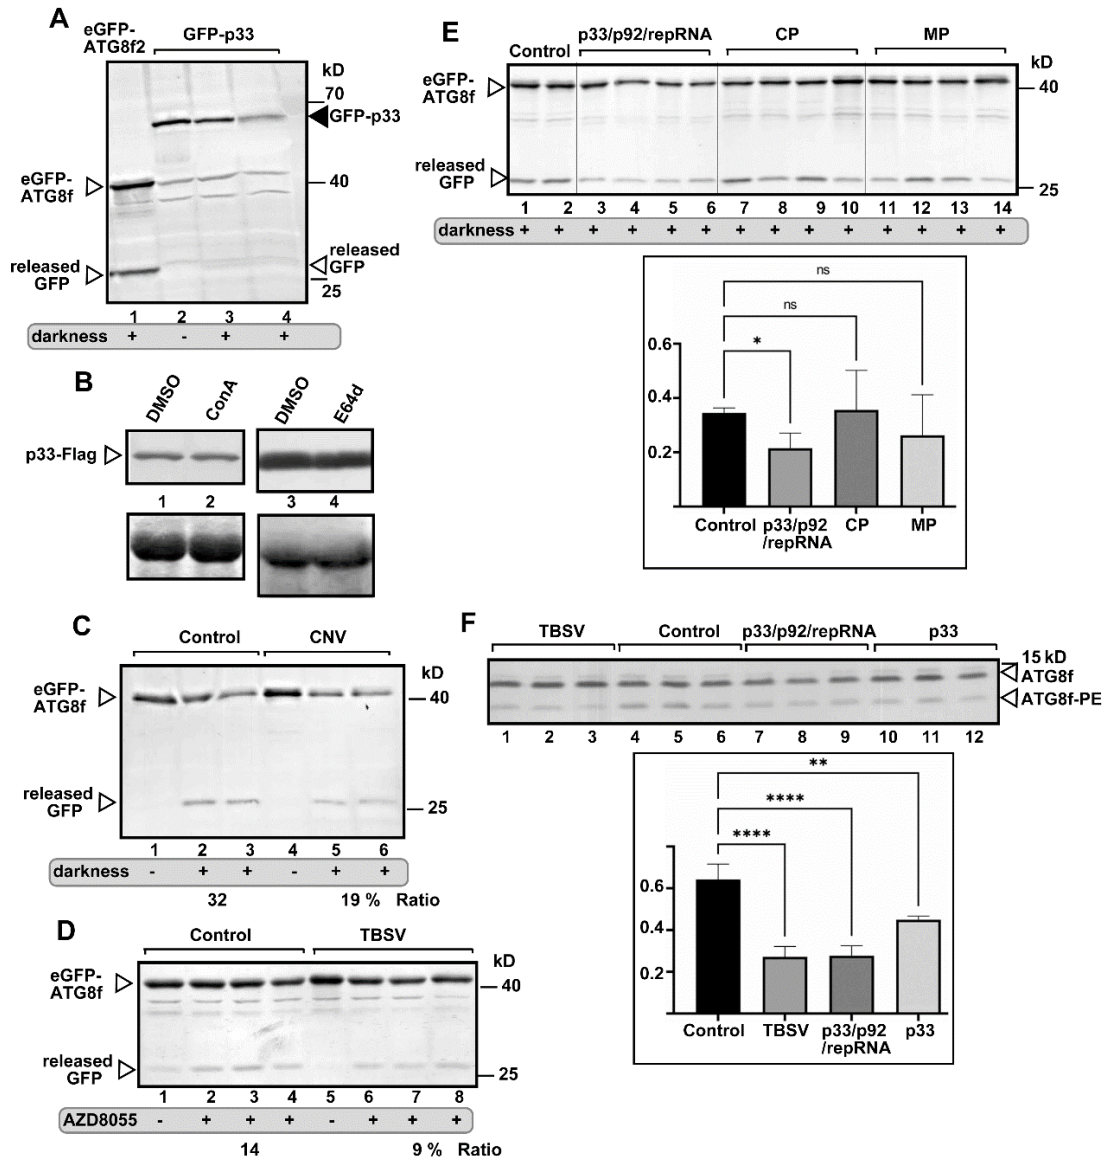 A
eGFP-
ATG8f2
GFP-p33
kD
70
GFP-p33
eGFP-
ATG8f
40
released
GFP
released
GFP
25
1 2 3 4
darkness + - + +
B
DMSO ConA DMSO E64d
p33-Flag
1 2 3 4
C
Control CNV
kD
eGFP-
ATG8f
40
released
GFP
25
1 2 3 4 5 6
darkness - + + - + +
32 19 % Ratio
D
Control TBSV
kD
eGFP-
ATG8f
40
released
GFP
25
1 2 3 4 5 6 7 8
AZD8055 - + + + - + + +
14 9 % Ratio
E
Control p33/p92/repRNA CP MP
kD
eGFP-
ATG8f
40
released
GFP
25
1 2 3 4 5 6 7 8 9 10 11 12 13 14
darkness + + + + + + + + + + + + + +
ns
ns
*
0.6
0.4
0.2
Control p33/p92 CP MP
/repRNA
F
TBSV Control p33/p92/repRNA p33
15 kD
ATG8f
ATG8f-PE
1 2 3 4 5 6 7 8 9 10 11 12
**
****
****
0.6
0.4
0.2
Control TBSV p33/p92 p33
/repRNA